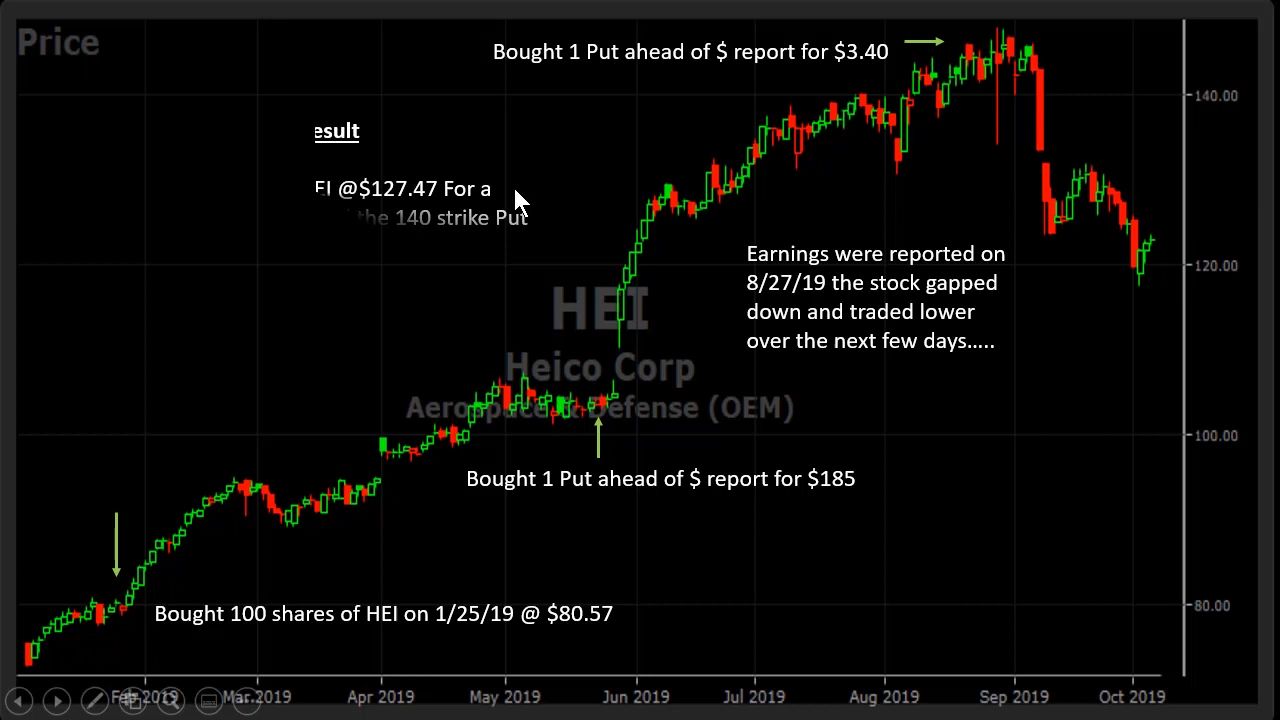 Price
Bought 1 Put ahead of $ report for $3.40
140.00
esult
EI @$127.47 For a
the 140 strike Put
Earnings were reported on
8/27/19 the stock gapped
down and traded lower
over the next few days.....
120.00
HEI
Heico Corp
Aerospace & Defense (OEM)
100.00
Bought 1 Put ahead of $ report for $185
Bought 100 shares of HEI on 1/25/19 @ $80.57
80.00
Feb 2019 Mar 2019 Apr 2019 May 2019 Jun 2019 Jul 2019 Aug 2019 Sep 2019 Oct 2019